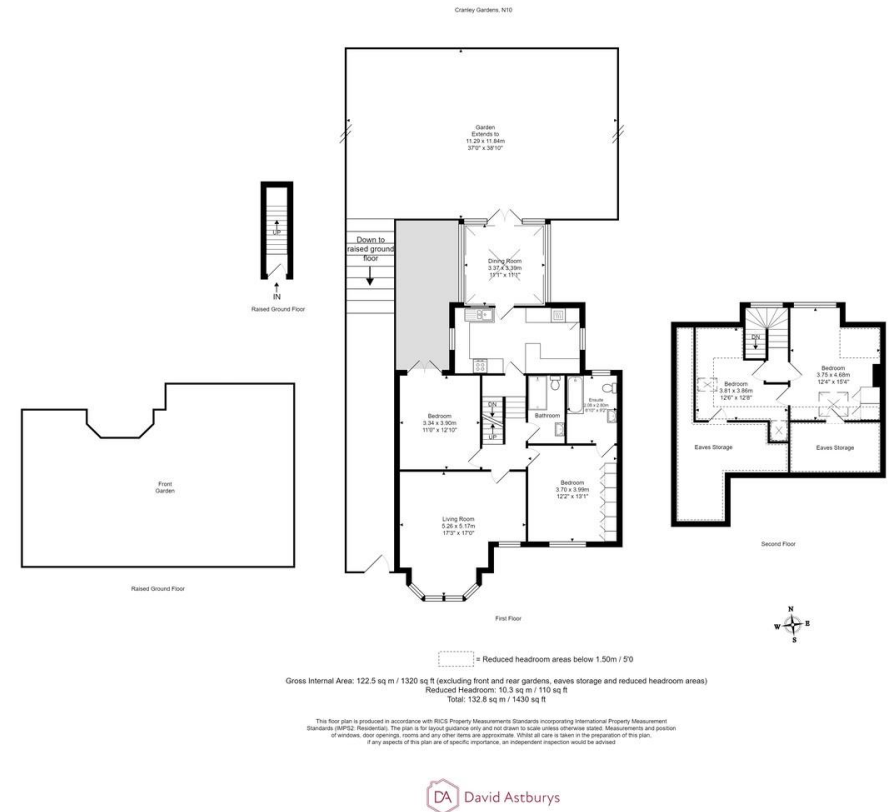 Cranley Gardens, N10
Garden
Extends to
11.29 x 11.84m
37'0" x 38'10"
Down to
raised ground
floor
UP
IN
Raised Ground Floor
Dining Room
3.37 x 3.39m
11'1" x 11'1"
Bedroom
3.34 x 3.90m
11'0" x 12'10"
DN
UP
Bathroom
Ensuite
Bedroom
3.70 x 3.99m
12'2" x 13'1"
Living Room
5.26 x 5.17m
17'3" x 17'0"
First Floor
Front
Garden
Raised Ground Floor
DN
Bedroom
3.81 x 3.86m
12'6" x 12'8"
Bedroom
3.75 x 4.68m
12'4" x 15'4"
Eaves Storage
Eaves Storage
Second Floor
N
W E
S
= Reduced headroom areas below 1.50m / 5'0
Gross Internal Area: 122.5 sq m / 1320 sq ft (excluding front and rear gardens, eaves storage and reduced headroom areas)
Reduced Headroom: 10.3 sq m / 110 sq ft
Total: 132.8 sq m / 1430 sq ft
This floor plan is produced in accordance with RICS Property Measurements Standards incorporating International Property Measurement
Standards (IMPS2: Residential). The plan is for layout guidance only and not drawn to scale unless otherwise stated. Measurements and position
of windows, door openings, rooms and any other items are approximate. Whilst all care is taken in the preparation of this plan.
if any aspects of this plan are of specific importance, an independent inspection would be advised
DA David Astburys